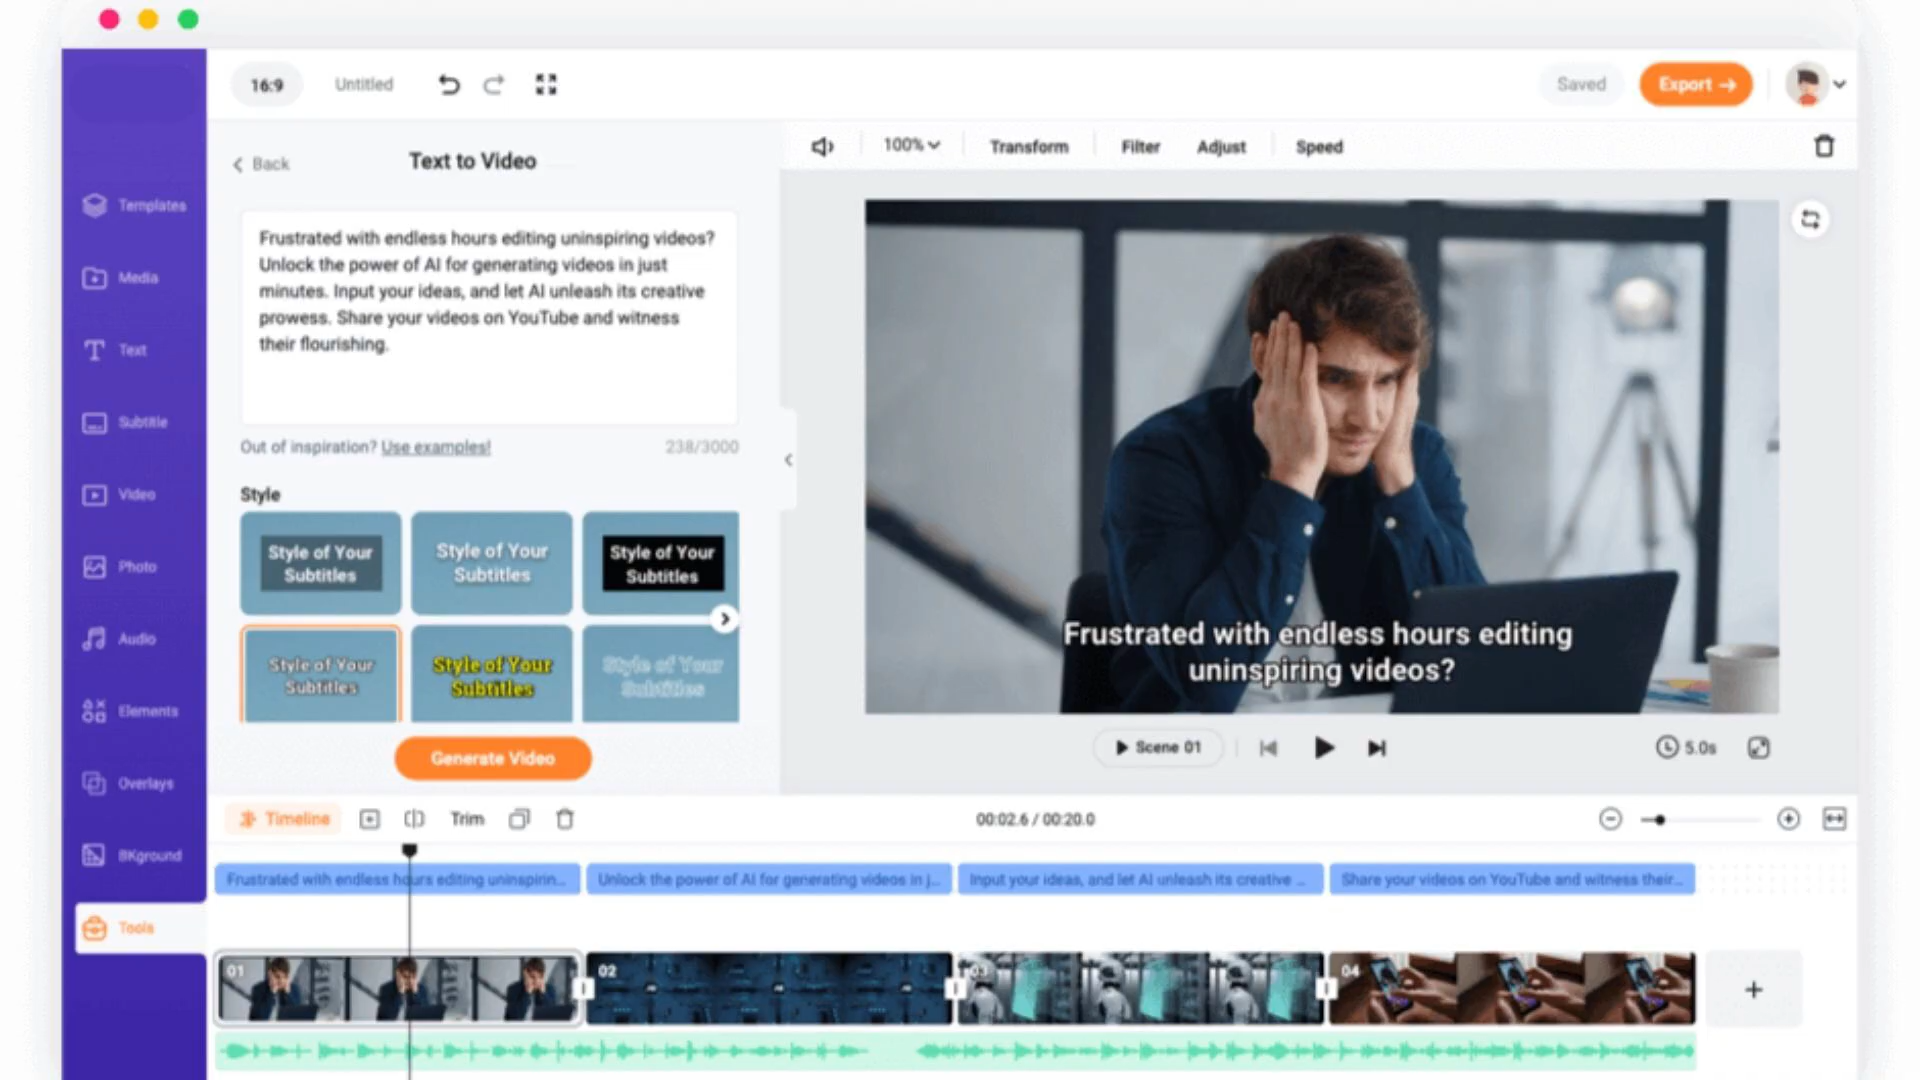 16:9
Untitled
Saved
Export →
Back
Text to Video
100%
Transform
Filter
Adjust
Speed
Templates
Media
Text
Subtitle
Video
Photo
Audio
Elements
Overlays
BKground
Tools
Frustrated with endless hours editing uninspiring videos?
Unlock the power of AI for generating videos in just
minutes. Input your ideas, and let AI unleash its creative
prowess. Share your videos on YouTube and witness
their flourishing.
Out of inspiration? Use examples!
238/3000
Style
Style of Your
Subtitles
Style of Your
Subtitles
Style of Your
Subtitles
Style of Your
Subtitles
Style of Your
Subtitles
Style of Your
Subtitles
Generate Video
Frustrated with endless hours editing
uninspiring videos?
Scene 01
5.0s
Timeline
Trim
00:02.6 / 00:20.0
Frustrated with endless hours editing uninspirin...
Unlock the power of AI for generating videos in j...
Input your ideas, and let AI unleash its creative ...
Share your videos on YouTube and witness their...
01
02
03
04